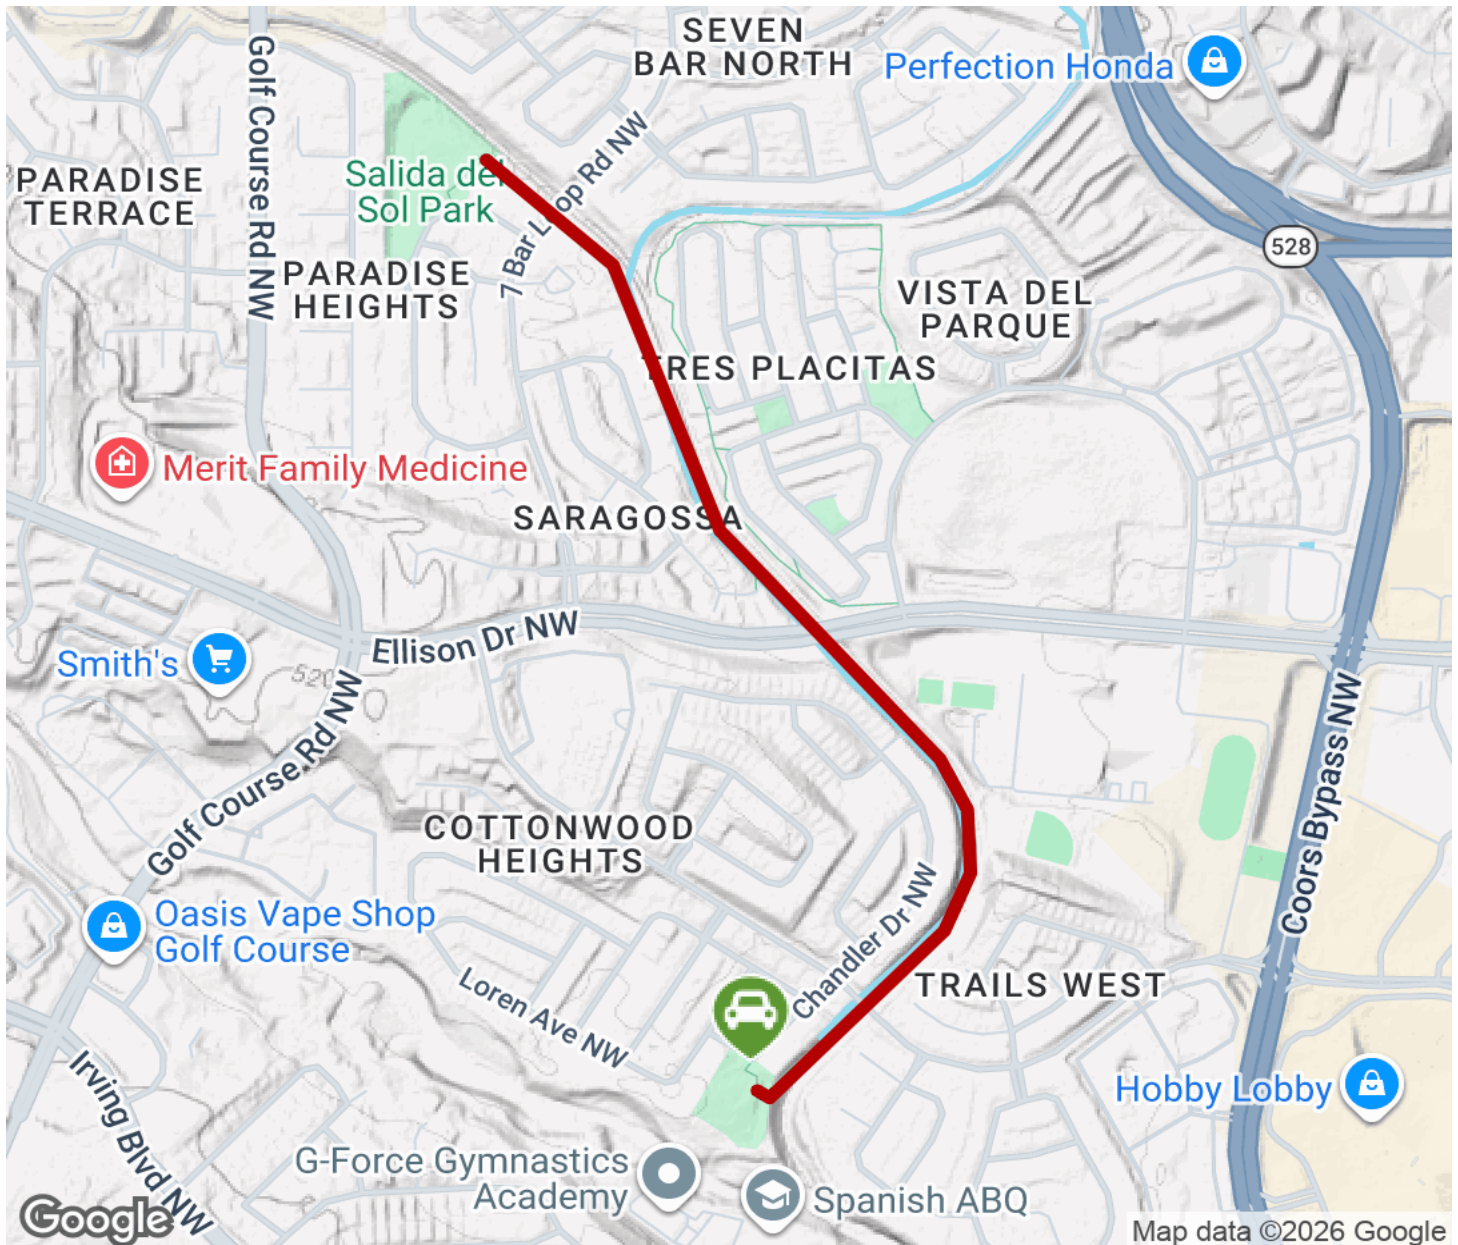 SEVEN
BAR NORTH
Perfection Honda
Golf Course Rd NW
7 Bar Loop Rd NW
PARADISE
TERRACE
Salida del
Sol Park
528
PARADISE
HEIGHTS
VISTA DEL
PARQUE
TRES PLACITAS
Merit Family Medicine
SARAGOSSA
Ellison Dr NW
Smith's
520
Golf Course Rd NW
Coors Bypass NW
COTTONWOOD
HEIGHTS
Oasis Vape Shop
Golf Course
Chandler Dr NW
TRAILS WEST
Loren Ave NW
Irving Blvd NW
Hobby Lobby
G-Force Gymnastics
Academy
Spanish ABQ
Google
Map data ©2026 Google